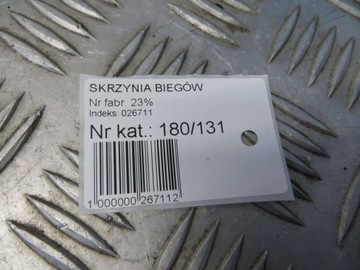 SKRZYNIA BIEGÓW
Nr fabr. 23%
Indeks: 026711
Nr kat.: 180/131
1 000000 267112